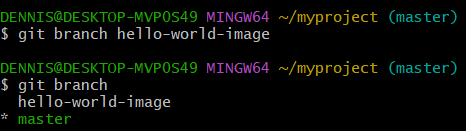 DENNIS@DESKTOP-MVPOS49 MINGW64 ~/myproject (master)
$ git branch hello-world-image
DENNIS@DESKTOP-MVPOS49 MINGW64 ~/myproject (master)
$ git branch
hello-world-image
* master